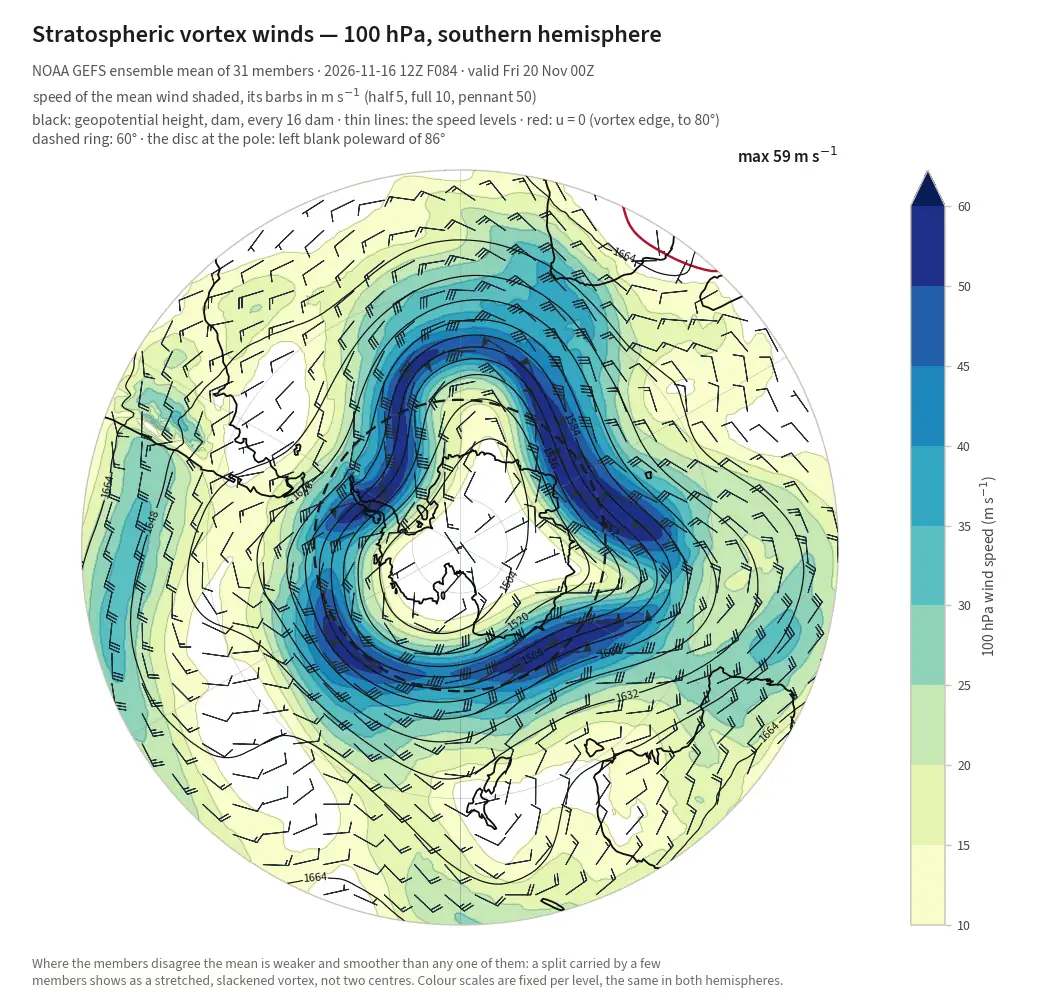 Stratospheric vortex winds — 100 hPa, southern hemisphere
NOAA GEFS ensemble mean of 31 members · 2026-11-16 12Z F084 · valid Fri 20 Nov 00Z
speed of the mean wind shaded, its barbs in m s⁻¹ (half 5, full 10, pennant 50)
black: geopotential height, dam, every 16 dam · thin lines: the speed levels · red: u = 0 (vortex edge, to 80°)
dashed ring: 60° · the disc at the pole: left blank poleward of 86°
max 59 m s⁻¹
60
50
45
40
35
30
25
20
15
10
100 hPa wind speed (m s⁻¹)
1664
1584
1664
1504
1520
1632
1664
1664
Where the members disagree the mean is weaker and smoother than any one of them: a split carried by a few
members shows as a stretched, slackened vortex, not two centres. Colour scales are fixed per level, the same in both hemispheres.